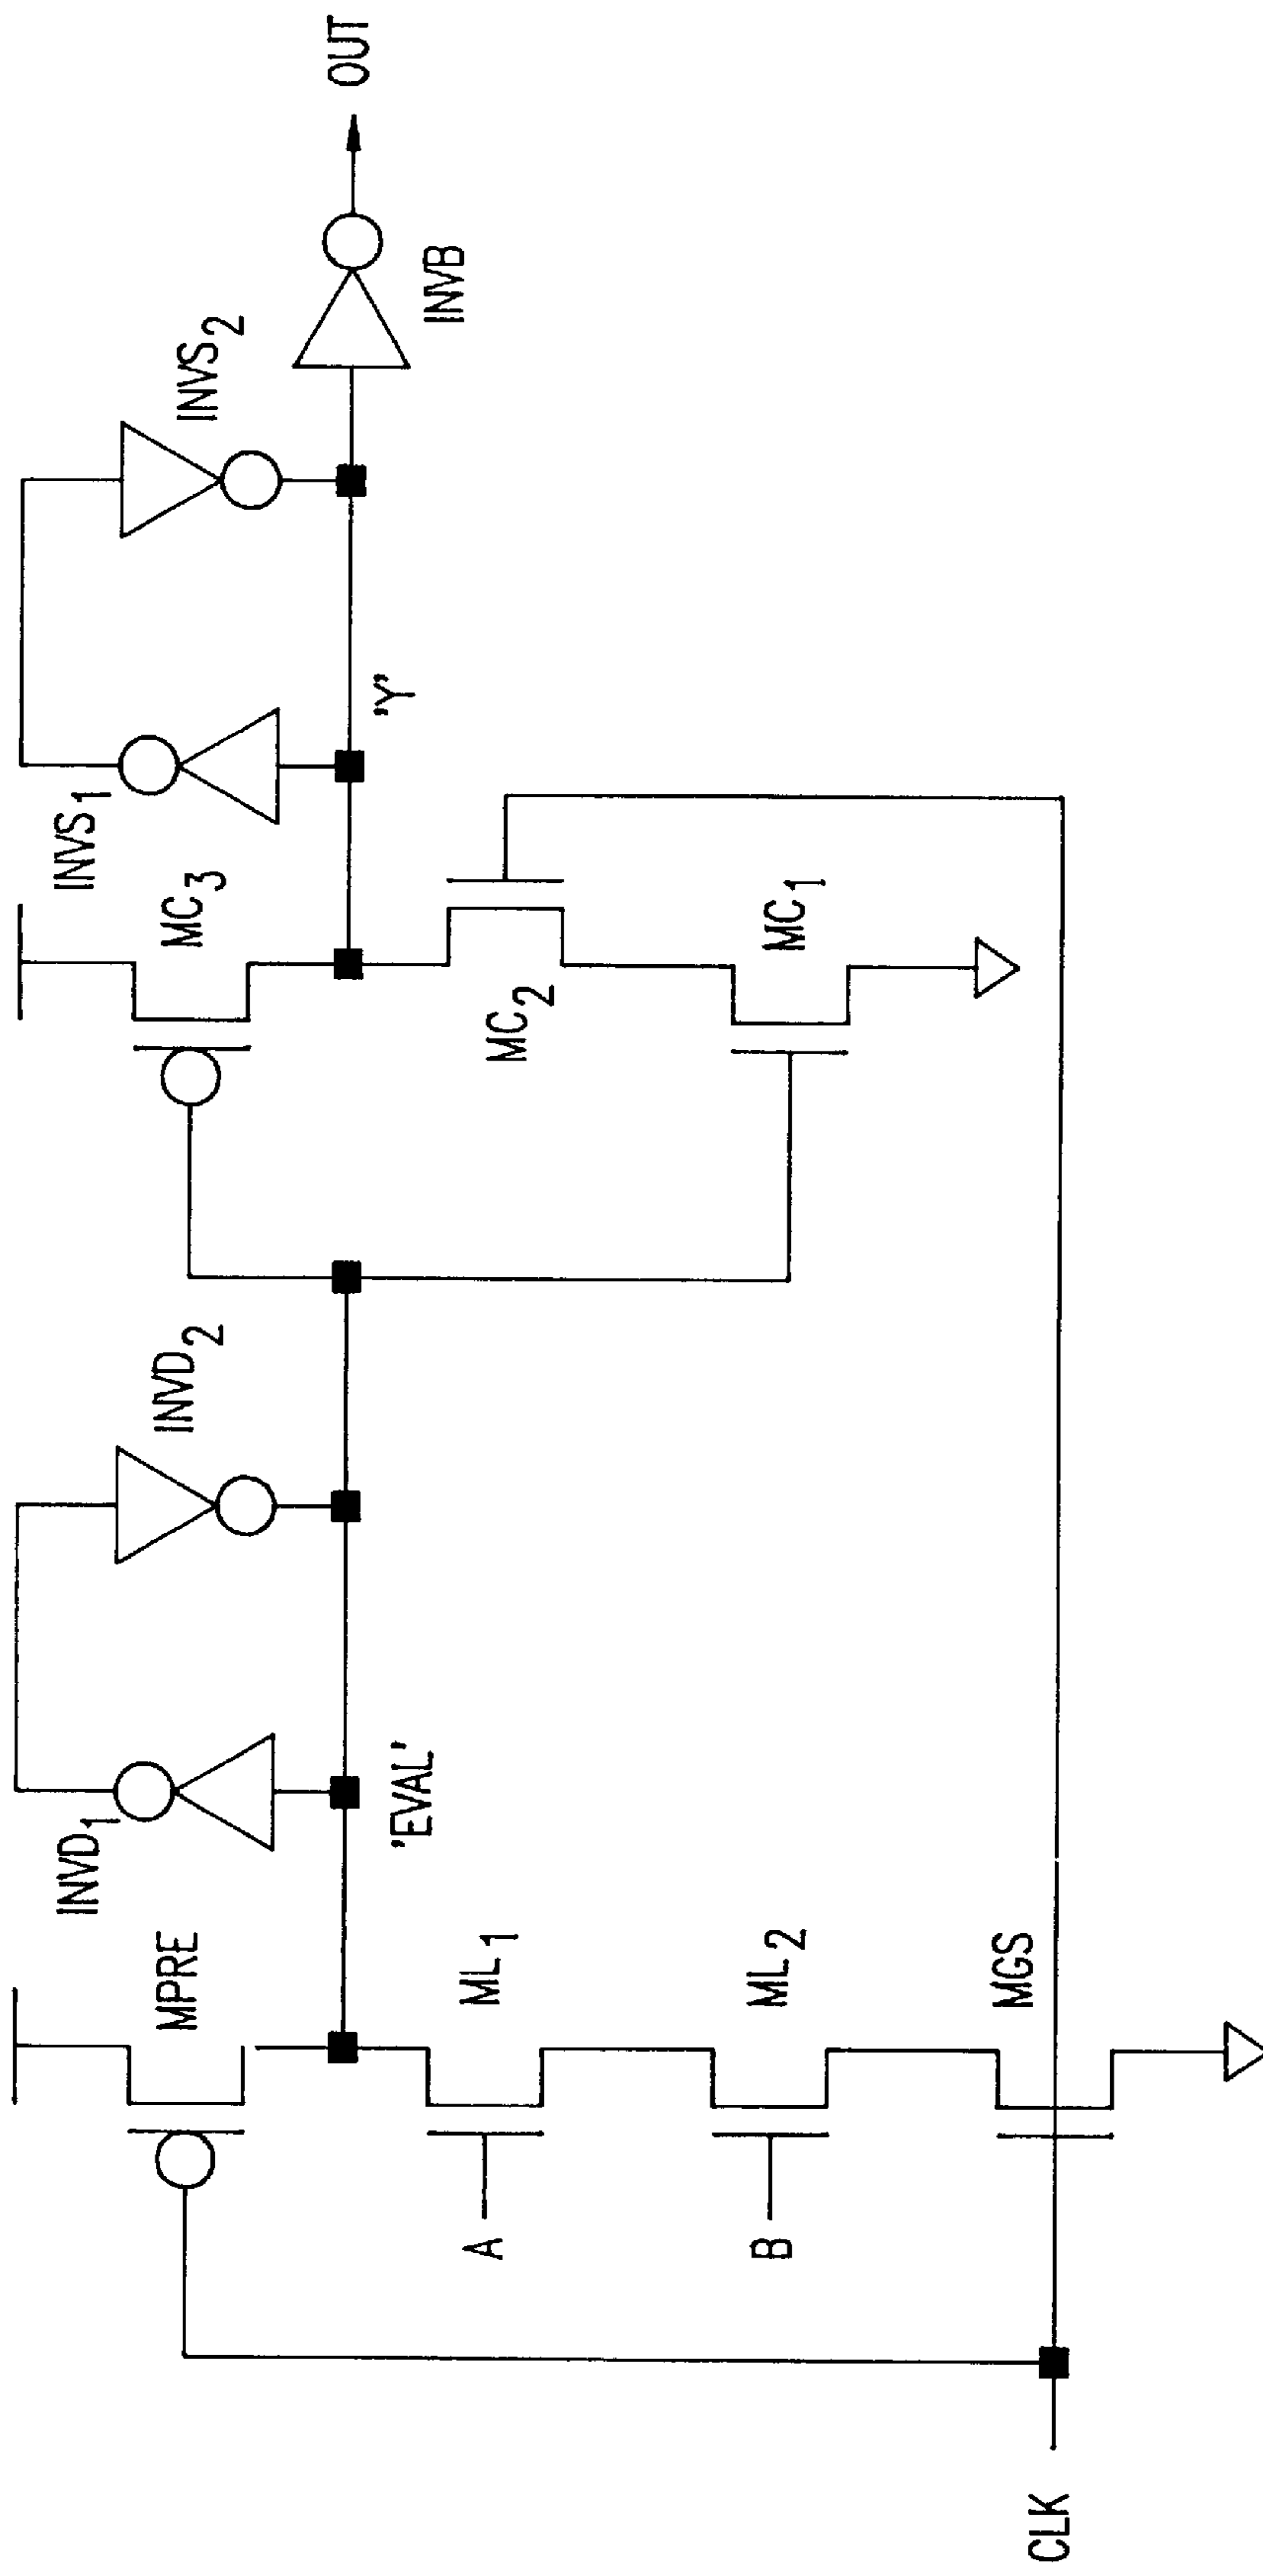 CLK
A
B
MPRE
ML1
ML2
MGS
INVD1
'EVAL'
INVD2
MC3
MC2
MC1
INVS1
'Y'
INVS2
INVB
OUT